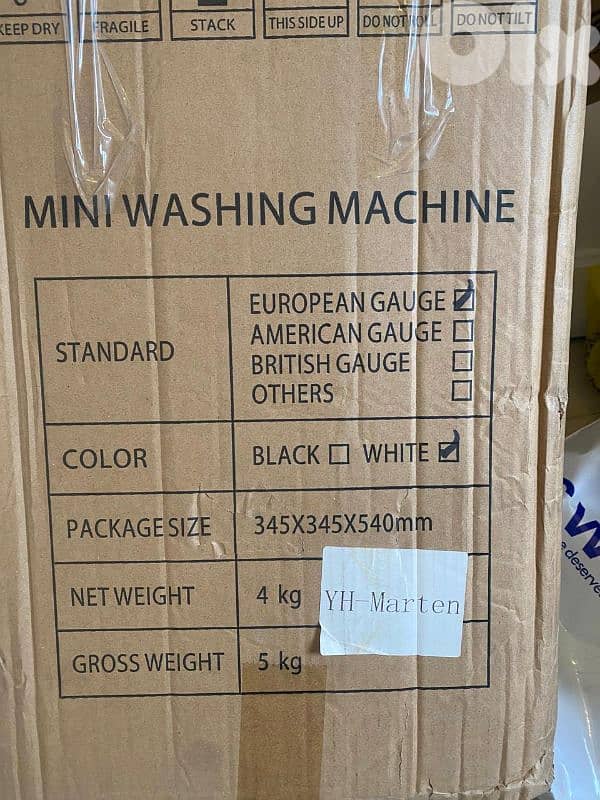 KEEP DRY FRAGILE STACK THIS SIDE UP DO NOT ROLL DO NOT TILT
MINI WASHING MACHINE
STANDARD
EUROPEAN GAUGE
AMERICAN GAUGE
BRITISH GAUGE
OTHERS
COLOR BLACK WHITE
PACKAGE SIZE 345X345X540mm
NET WEIGHT 4 kg
YH-Marten
GROSS WEIGHT 5 kg